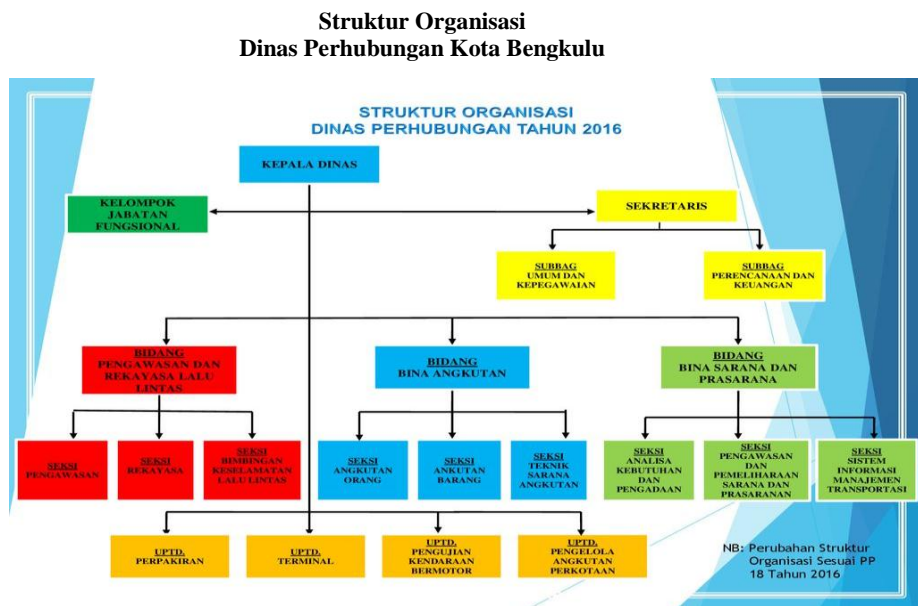 Struktur Organisasi
Dinas Perhubungan Kota Bengkulu
STRUKTUR ORGANISASI
DINAS PERHUBUNGAN TAHUN 2016
KEPALA DINAS
KELOMPOK
JABATAN
FUNGSIONAL
SEKRETARIS
SUBBAG
UMUM DAN
KEPEGAWAIAN
SUBBAG
PERENCANAAN DAN
KEUANGAN
BIDANG
PENGAWASAN DAN
REKAYASA LALU
LINTAS
BIDANG
BINA ANGKUTAN
BIDANG
BINA SARANA DAN
PRASARANA
SEKSI
PENGAWASAN
SEKSI
REKAYASA
SEKSI
BIMBINGAN
KESELAMATAN
LALU LINTAS
SEKSI
ANGKUTAN
ORANG
SEKSI
ANKUTAN
BARANG
SEKSI
TEKNIK
SARANA
ANGKUTAN
SEKSI
ANALISA
KEBUTUHAN
DAN
PENGADAAN
SEKSI
PENGAWASAN
DAN
PEMELIHARAAN
SARANA DAN
PRASARANAN
SEKSI
SISTEM
INFORMASI
MANAJEMEN
TRANSPORTASI
UPTD.
PERPAKIRAN
UPTD.
TERMINAL
UPTD.
PENGUJIAN
KENDARAAN
BERMOTOR
UPTD.
PENGELOLA
ANGKUTAN
PERKOTAAN
NB: Perubahan Struktur
Organisasi Sesuai PP
18 Tahun 2016